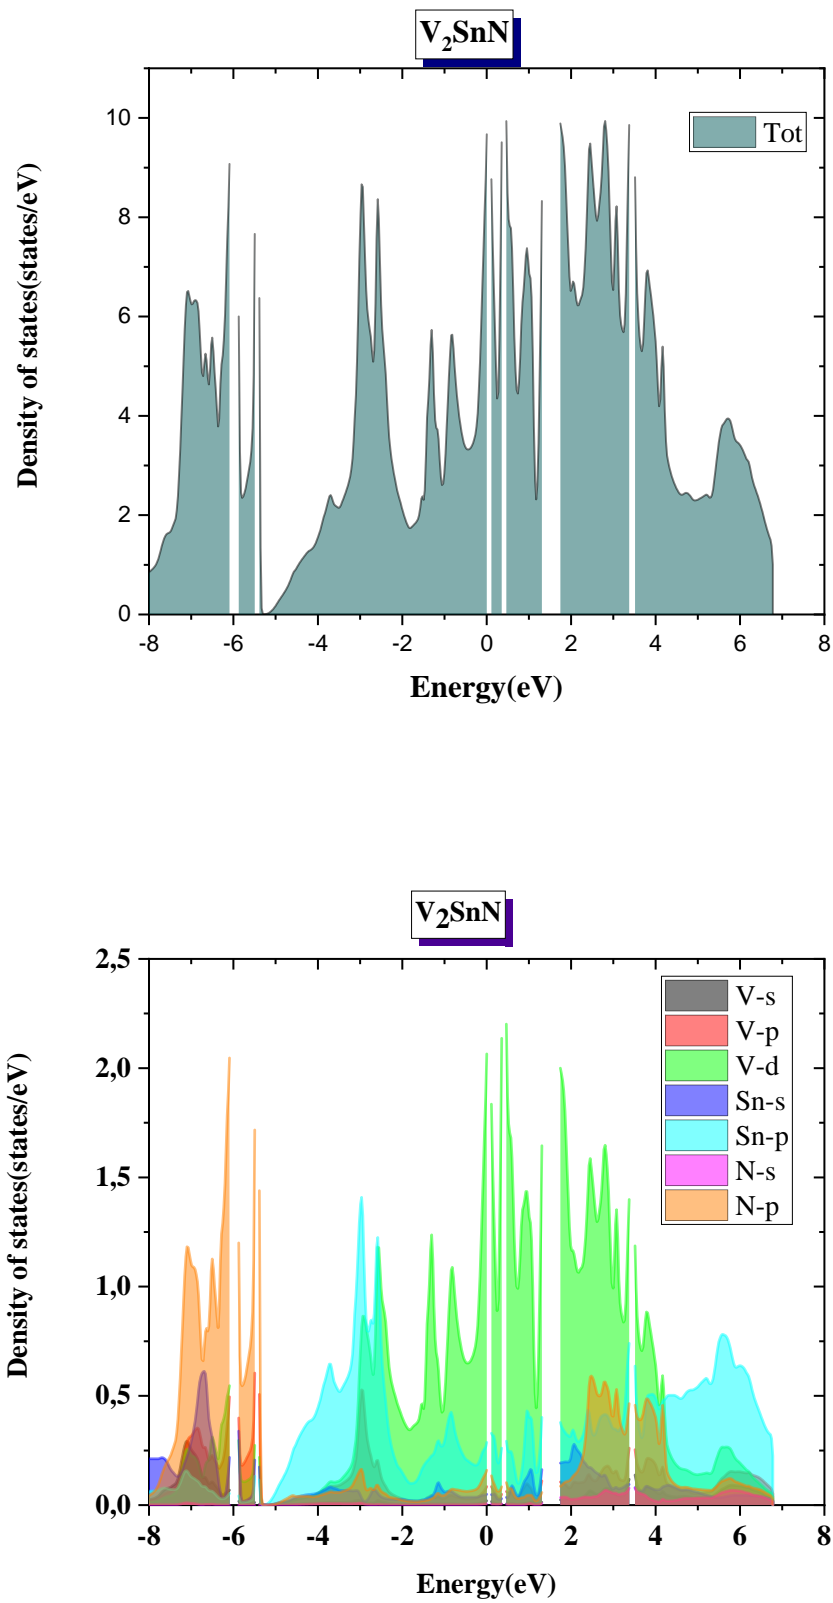 V₂SnN
Density of states(states/eV)
10
8
6
4
2
0
Tot
-8 -6 -4 -2 0 2 4 6 8
Energy(eV)
V₂SnN
Density of states(states/eV)
2,5
2,0
1,5
1,0
0,5
0,0
V-s
V-p
V-d
Sn-s
Sn-p
N-s
N-p
-8 -6 -4 -2 0 2 4 6 8
Energy(eV)